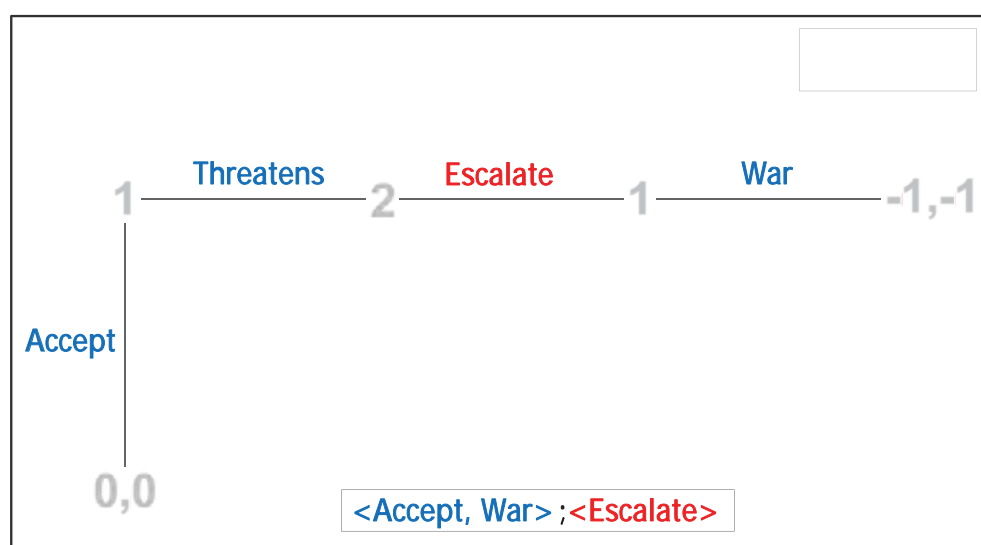 Threatens Escalate War
1 2 1 -1,-1
Accept
0,0
<Accept, War> ;<Escalate>